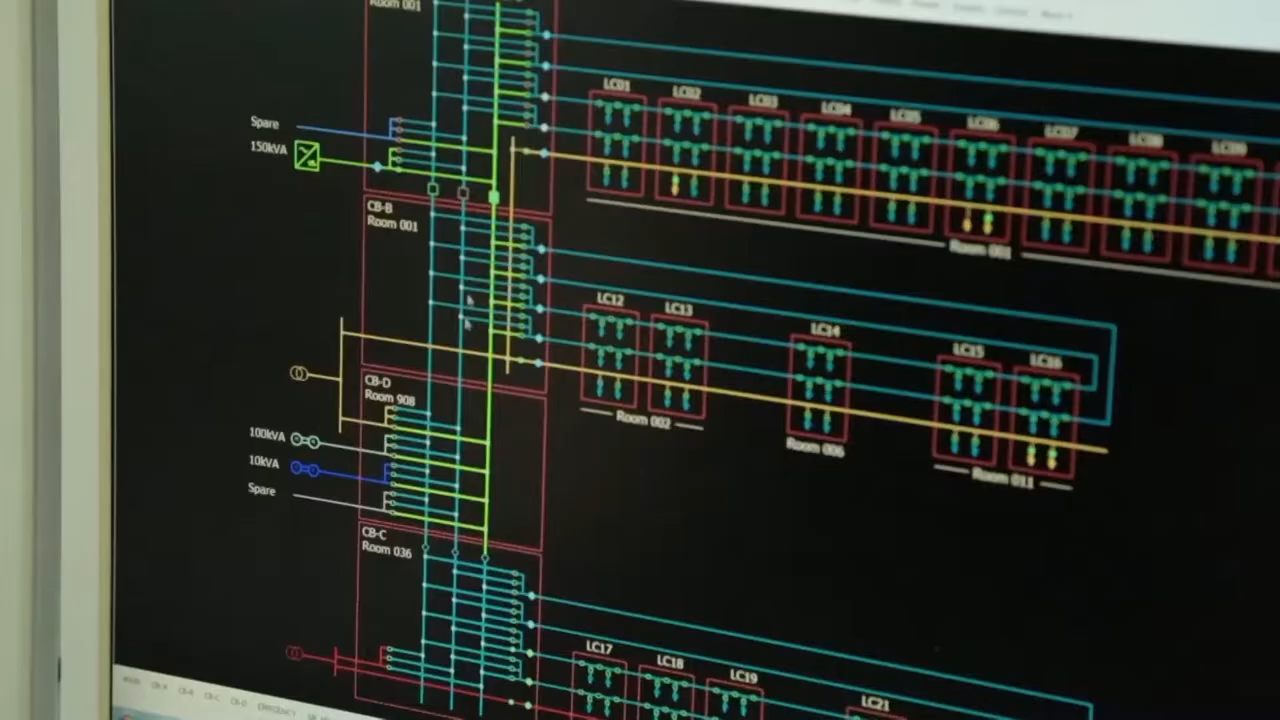 Room 001
LC01
LC02
LC03
LC04
LC05
LC06
LC07
LC08
LC09
Spare
150kVA
CB-B
Room 001
Room 001
LC12
LC13
LC14
LC15
LC16
CB-D
Room 908
Room 002
Room 006
Room 011
100kVA
10kVA
Spare
CB-C
Room 036
LC17
LC18
LC19
LC21